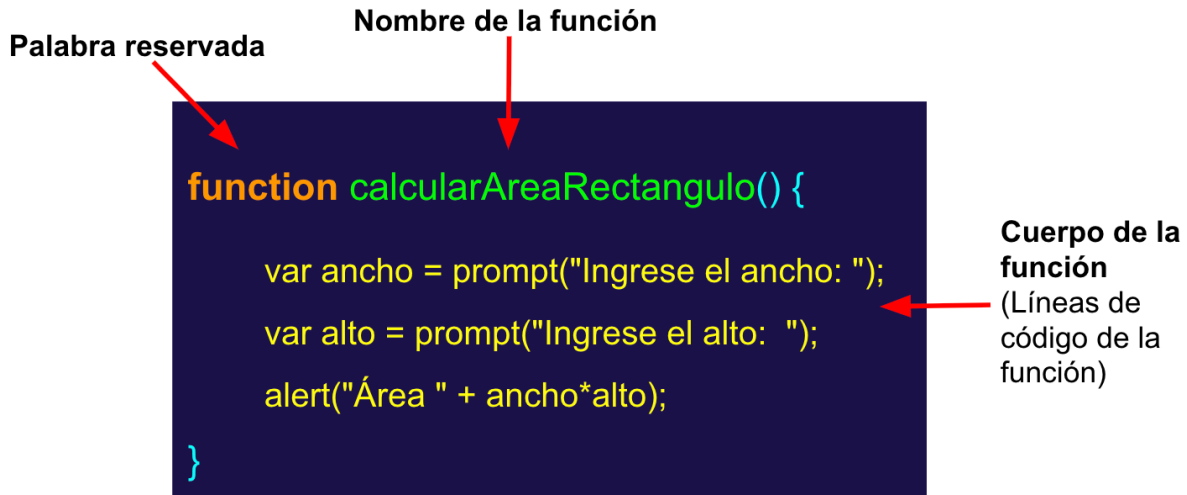 Nombre de la función
Palabra reservada
function calcularAreaRectangulo() {
var ancho = prompt("Ingrese el ancho: ");
var alto = prompt("Ingrese el alto:  ");
alert("Área " + ancho*alto);
}
Cuerpo de la
función
(Líneas de
código de la
función)